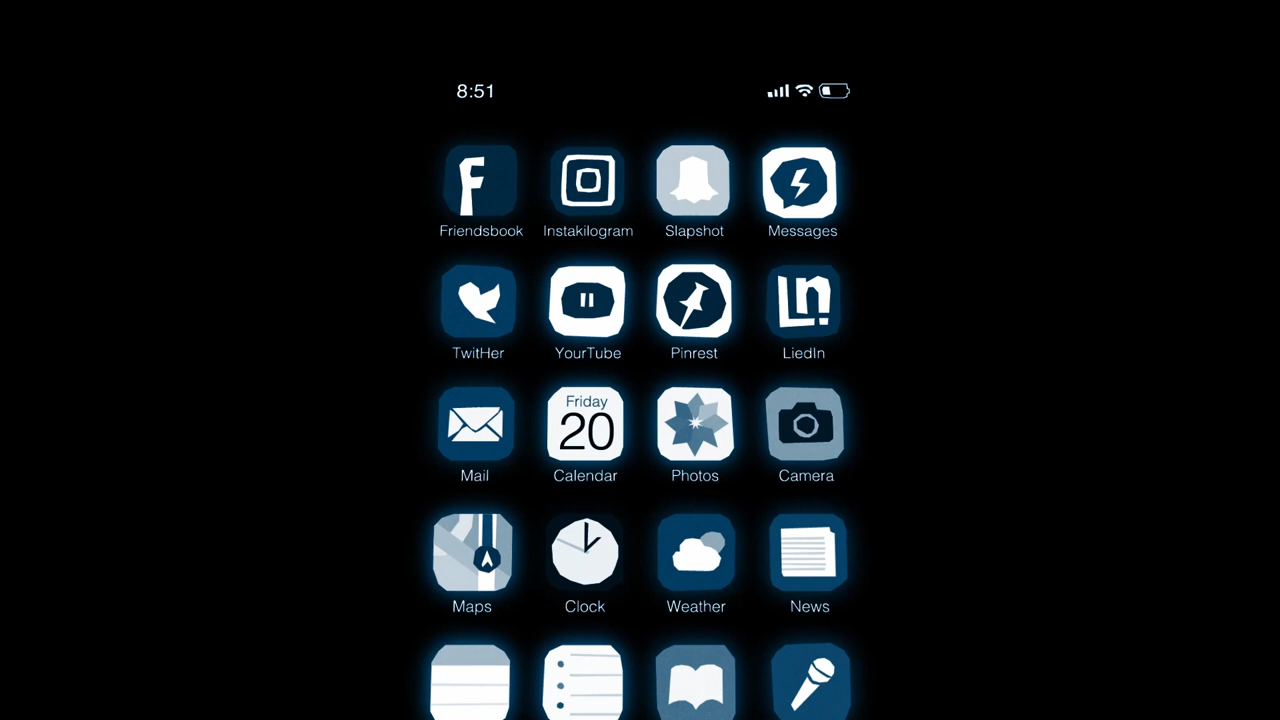 8:51
F
Friendsbook Instakilogram Slapshot Messages
Ln
TwitHer YourTube Pinrest LiedIn
Friday
20
Mail Calendar Photos Camera
Maps Clock Weather News